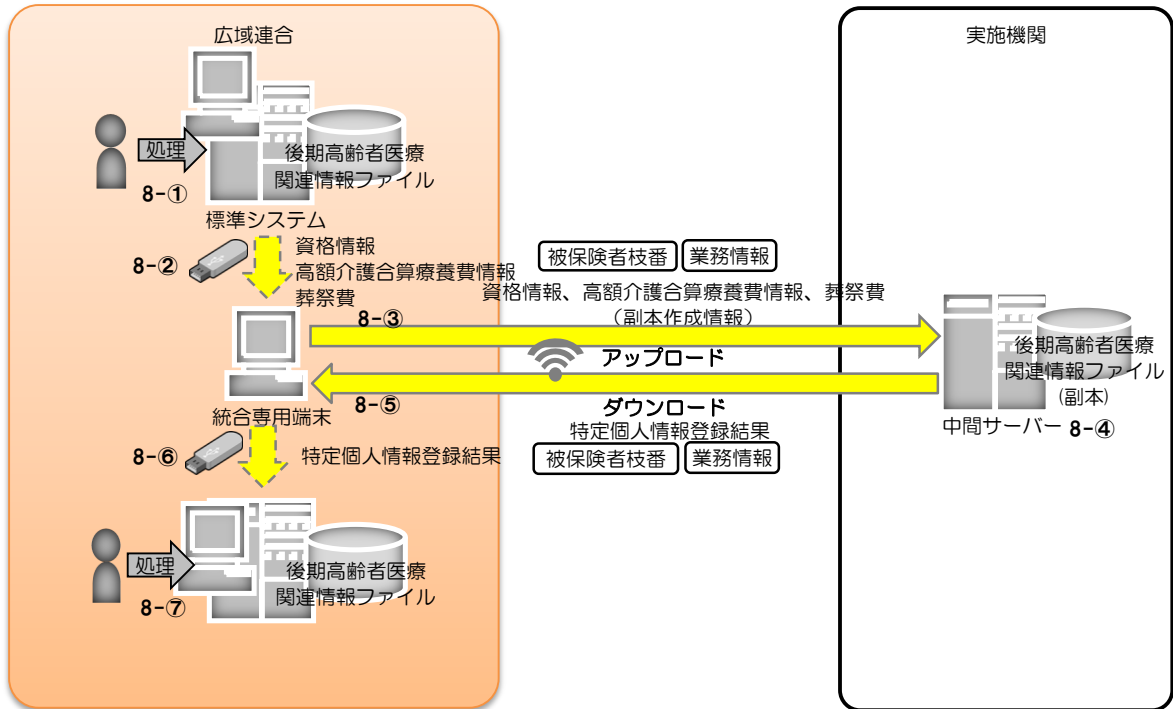 広域連合
処理
8-①
後期高齢者医療
関連情報ファイル
標準システム
8-②
資格情報
高額介護合算療養費情報
葬祭費
8-③
被保険者枝番
業務情報
資格情報、高額介護合算療養費情報、葬祭費
（副本作成情報）
アップロード
実施機関
後期高齢者医療
関連情報ファイル
(副本)
中間サーバー 8-④
統合専用端末
8-⑤
ダウンロード
特定個人情報登録結果
被保険者枝番
業務情報
8-⑥
特定個人情報登録結果
処理
8-⑦
後期高齢者医療
関連情報ファイル